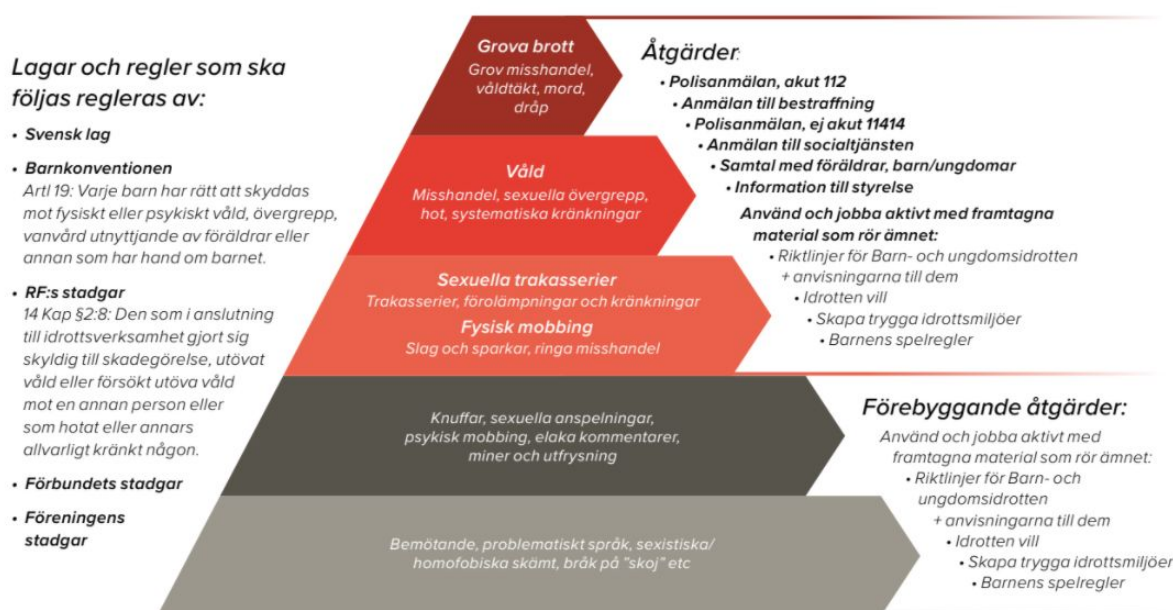 Lagar och regler som ska
följas regleras av:
• Svensk lag
• Barnkonventionen
Artl 19: Varje barn har rätt att skyddas
mot fysiskt eller psykiskt våld, övergrepp,
vanvård utnyttjande av föräldrar eller
annan som har hand om barnet.
• RF:s stadgar
14 Kap §2:8: Den som i anslutning
till idrottsverksamhet gjort sig
skyldig till skadegörelse, utövat
våld eller försökt utöva våld
mot en annan person eller
som hotat eller annars
allvarligt kränkt någon.
• Förbundets stadgar
• Föreningens
stadgar
Grova brott
Grov misshandel,
våldtäkt, mord,
dråp
Våld
Misshandel, sexuella övergrepp,
hot, systematiska kränkningar
Sexuella trakasserier
Trakasserier, förolämpningar och kränkningar
Fysisk mobbing
Slag och sparkar, ringa misshandel
Knuffar, sexuella anspelningar,
psykisk mobbing, elaka kommentarer,
miner och utfrysning
Bemötande, problematiskt språk, sexistiska/
homofobiska skämt, bråk på ”skoj” etc
Åtgärder:
• Polisanmälan, akut 112
• Anmälan till bestraffning
• Polisanmälan, ej akut 11414
• Anmälan till socialtjänsten
• Samtal med föräldrar, barn/ungdomar
• Information till styrelse
Använd och jobba aktivt med framtagna
material som rör ämnet:
• Riktlinjer för Barn- och ungdomsidrotten
+ anvisningarna till dem
• Idrotten vill
• Skapa trygga idrottsmiljöer
• Barnens spelregler
Förebyggande åtgärder:
Använd och jobba aktivt med
framtagna material som rör ämnet:
• Riktlinjer för Barn- och
ungdomsidrotten
+ anvisningarna till dem
• Idrotten vill
• Skapa trygga idrottsmiljöer
• Barnens spelregler